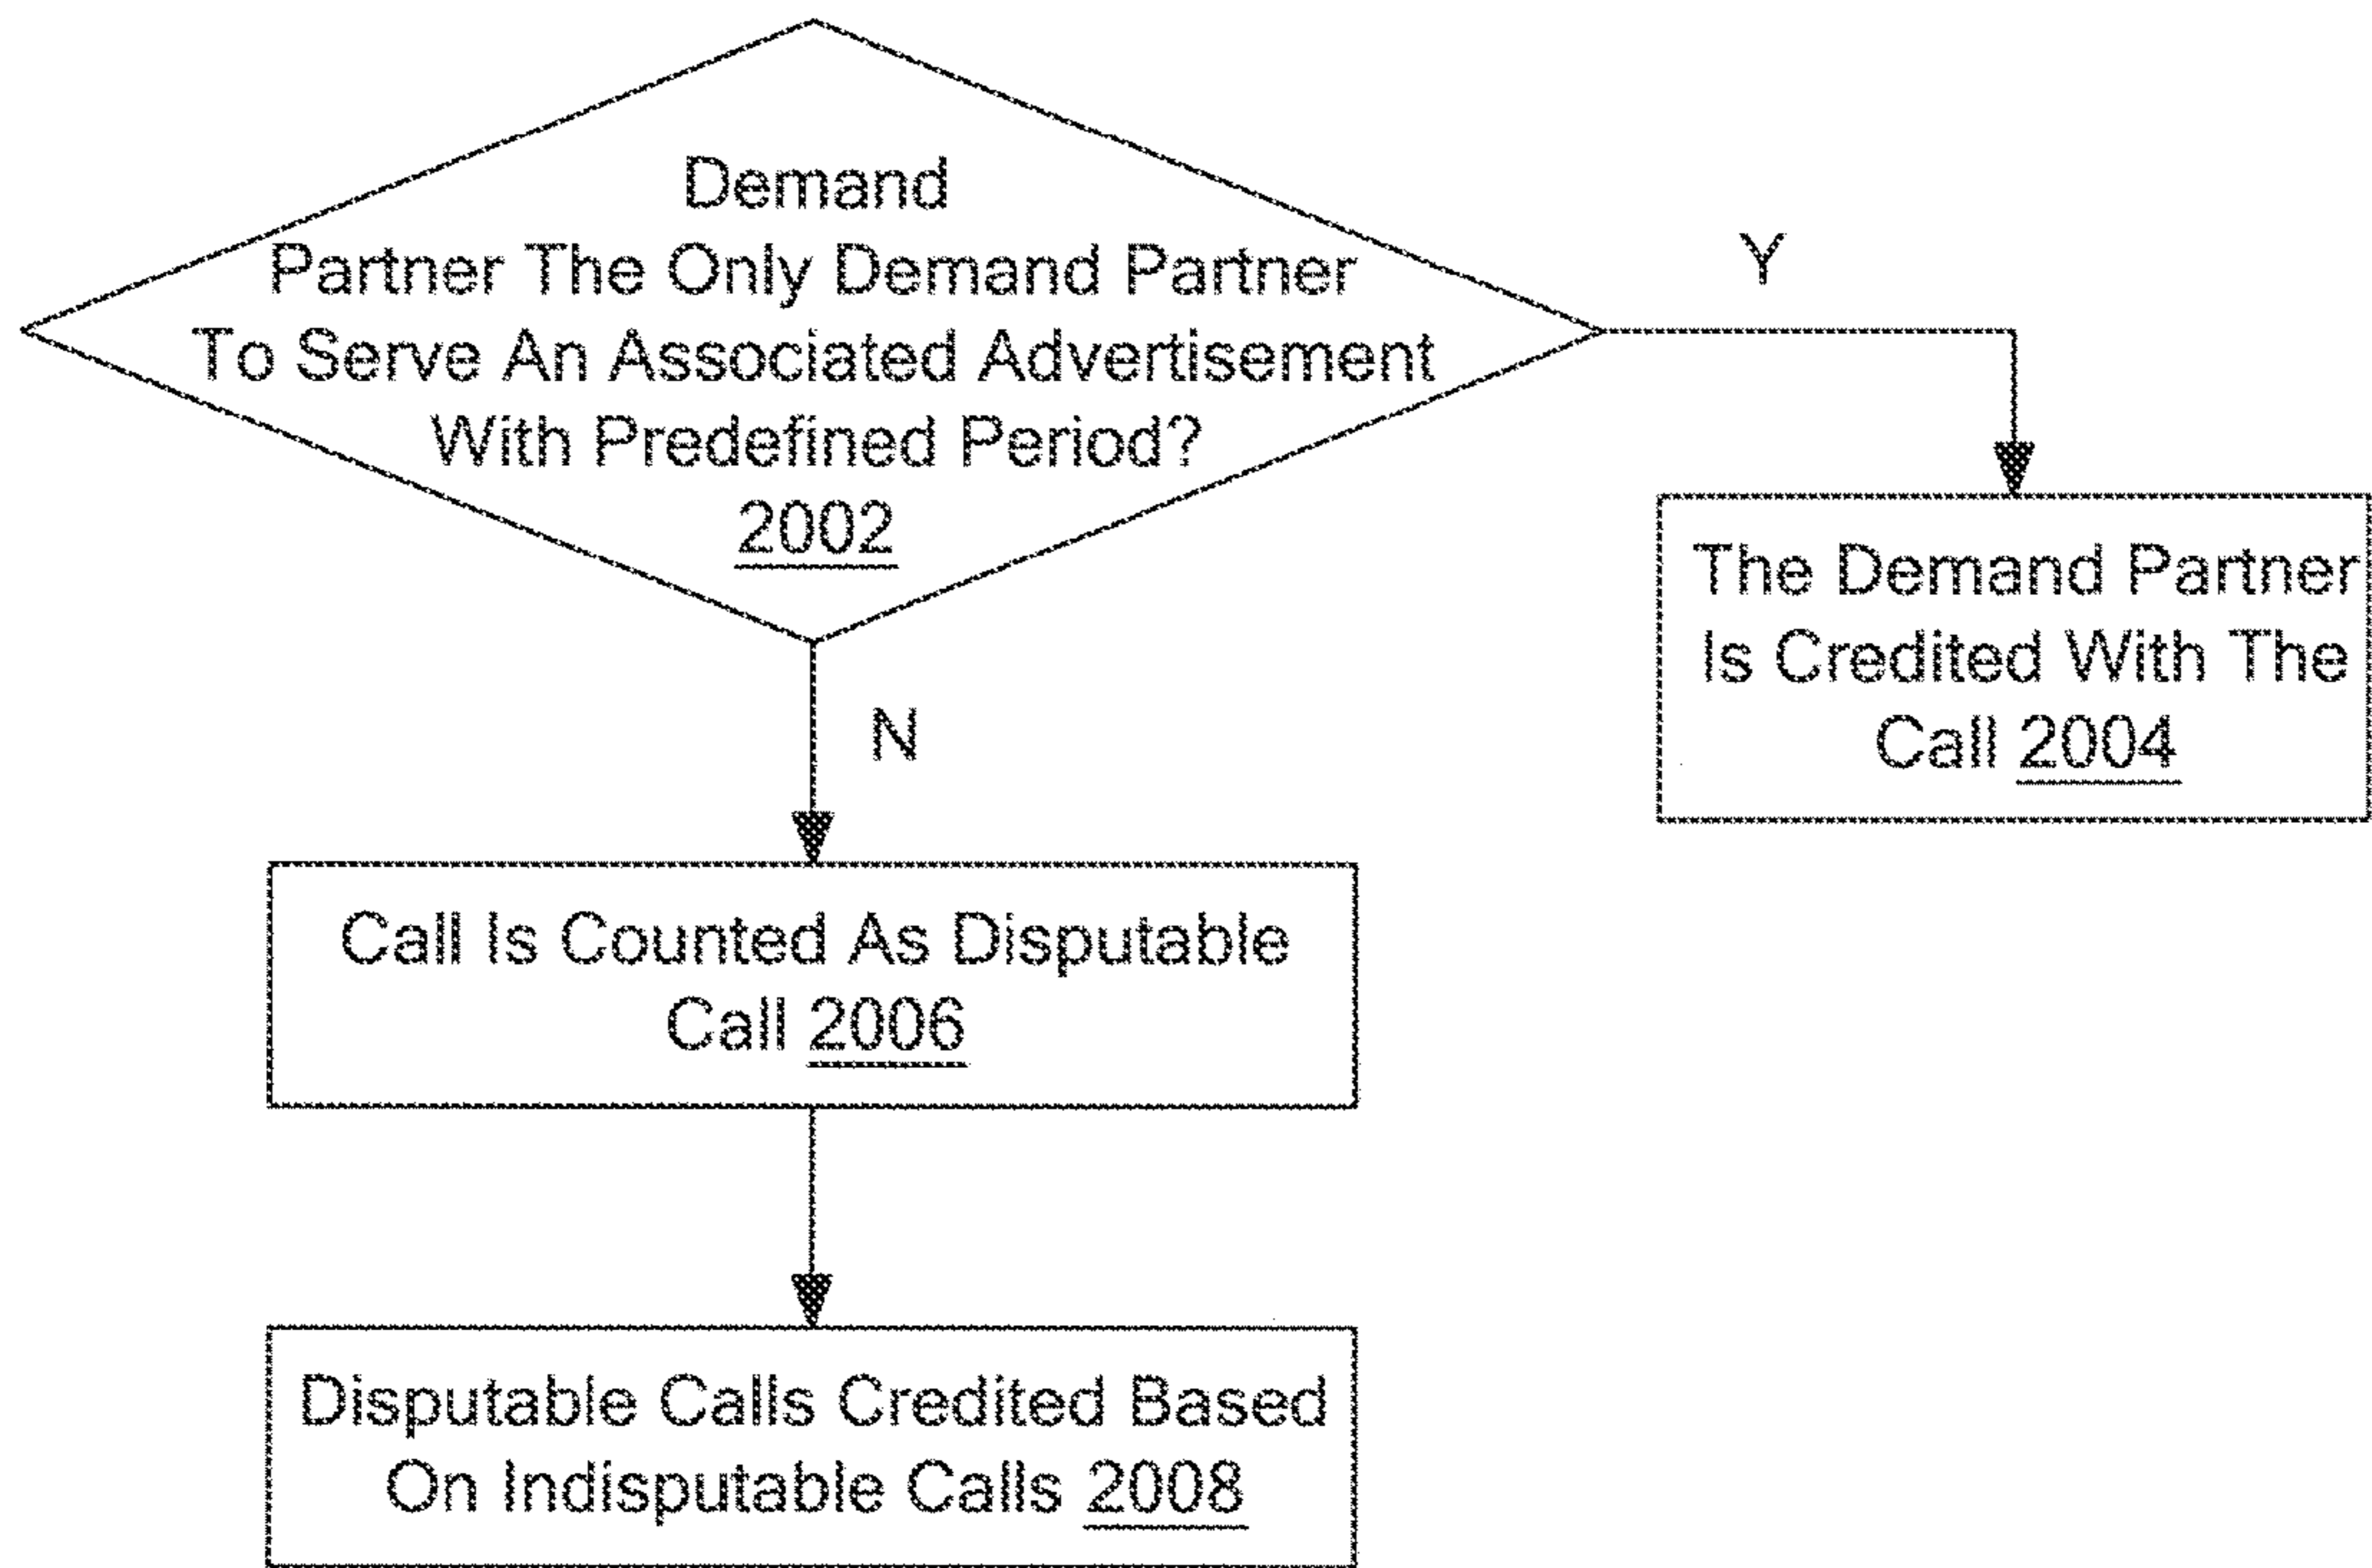 Demand
Partner The Only Demand Partner
To Serve An Associated Advertisement
With Predefined Period?
2002
Y
The Demand Partner
Is Credited With The
Call 2004
N
Call Is Counted As Disputable
Call 2006
Disputable Calls Credited Based
On Indisputable Calls 2008